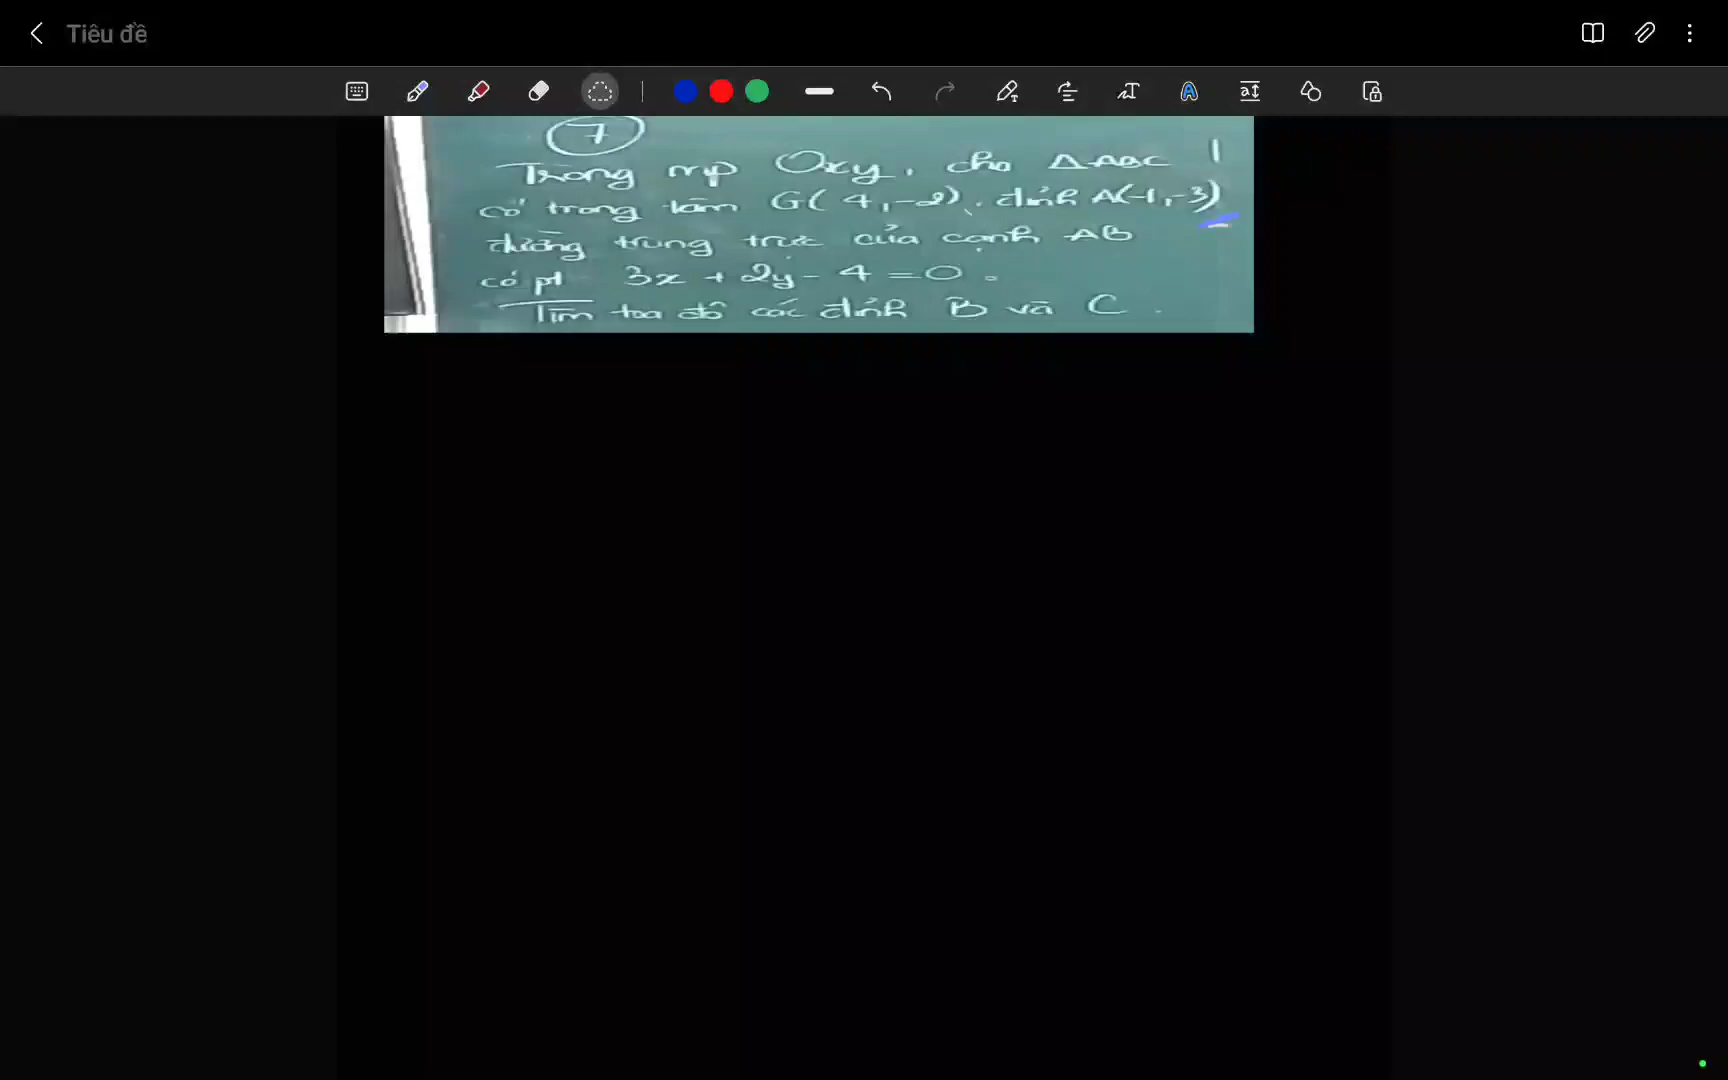 Tiêu đề
7
Trong mp Oxy, cho ΔABC
có trọng tâm G(4,-2), đỉnh A(-1,-3)
đường trung trực của cạnh AB
có pt 3x + 2y - 4 = 0.
Tìm tọa độ các đỉnh B và C.